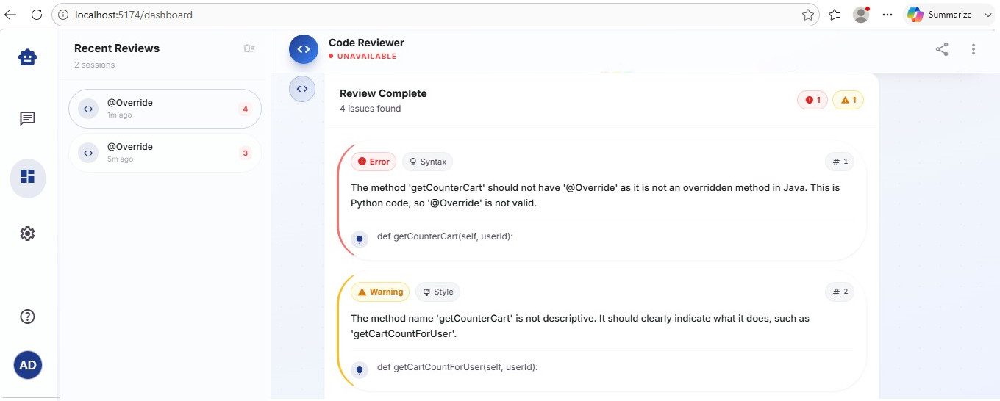 localhost:5174/dashboard
Summarize
Recent Reviews
2 sessions
@Override
1m ago
4
@Override
5m ago
3
AD
Code Reviewer
UNAVAILABLE
Review Complete
4 issues found
1
1
Error
Syntax
# 1
The method 'getCounterCart' should not have '@Override' as it is not an overridden method in Java. This is
Python code, so '@Override' is not valid.
def getCounterCart(self, userId):
Warning
Style
# 2
The method name 'getCounterCart' is not descriptive. It should clearly indicate what it does, such as
'getCartCountForUser'.
def getCartCountForUser(self, userId):